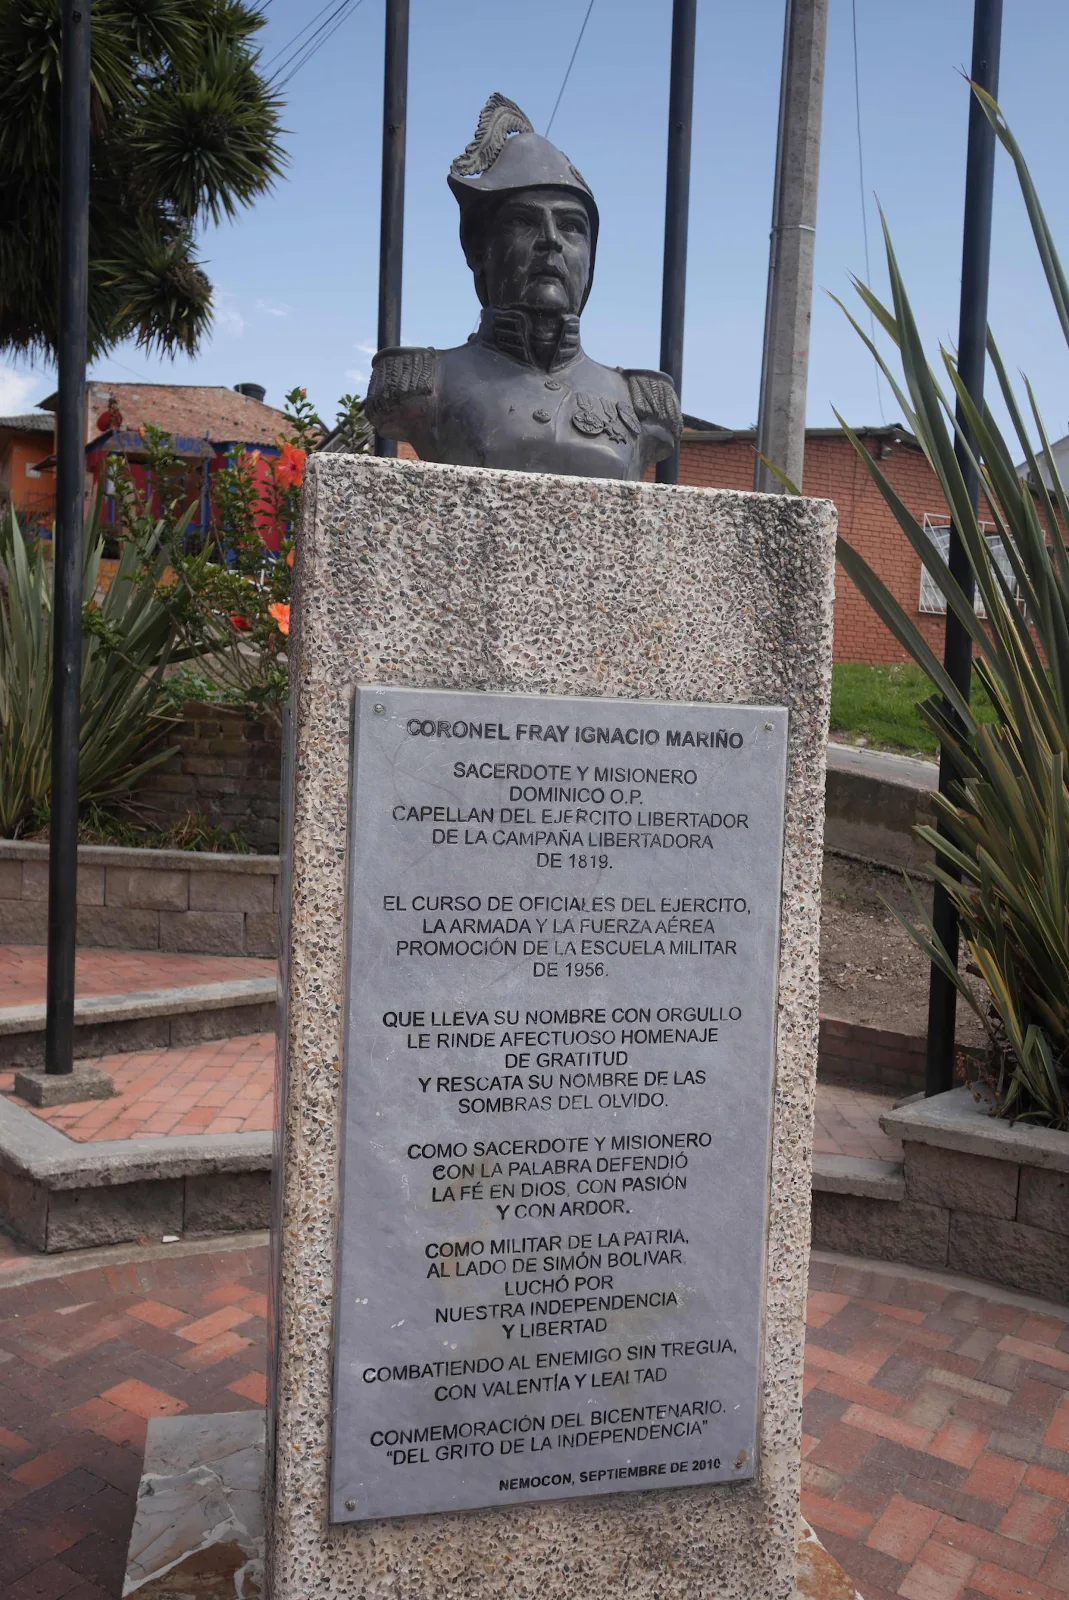 CORONEL FRAY IGNACIO MARIÑO
SACERDOTE Y MISIONERO
DOMINICO O.P.
CAPELLAN DEL EJERCITO LIBERTADOR
DE LA CAMPAÑA LIBERTADORA
DE 1819.
EL CURSO DE OFICIALES DEL EJERCITO,
LA ARMADA Y LA FUERZA AÉREA
PROMOCIÓN DE LA ESCUELA MILITAR
DE 1956.
QUE LLEVA SU NOMBRE CON ORGULLO
LE RINDE AFECTUOSO HOMENAJE
DE GRATITUD
Y RESCATA SU NOMBRE DE LAS
SOMBRAS DEL OLVIDO.
COMO SACERDOTE Y MISIONERO
CON LA PALABRA DEFENDIÓ
LA FÉ EN DIOS, CON PASIÓN
Y CON ARDOR.
COMO MILITAR DE LA PATRIA,
AL LADO DE SIMÓN BOLIVAR.
LUCHÓ POR
NUESTRA INDEPENDENCIA
Y LIBERTAD
COMBATIENDO AL ENEMIGO SIN TREGUA,
CON VALENTÍA Y LEALTAD
CONMEMORACIÓN DEL BICENTENARIO.
"DEL GRITO DE LA INDEPENDENCIA"
NEMOCON, SEPTIEMBRE DE 2010